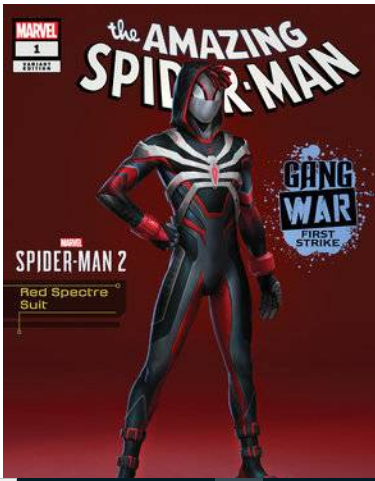 MARVEL
1
VARIANT
EDITION
the AMAZING
SPIDER-MAN
GANG
WAR
FIRST
STRIKE
MARVEL
SPIDER-MAN 2
Red Spectre
Suit